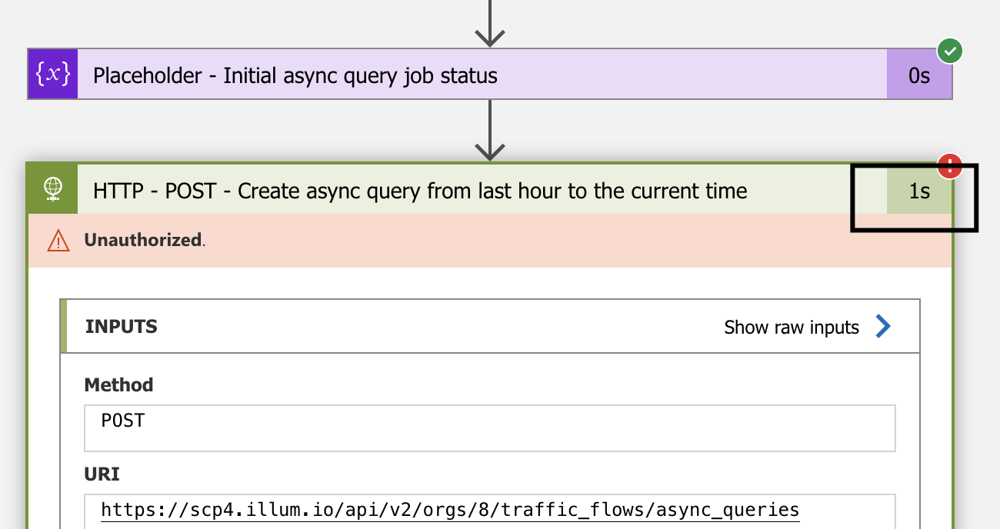 {x} Placeholder - Initial async query job status 0s
HTTP - POST - Create async query from last hour to the current time 1s
Unauthorized.
INPUTS Show raw inputs
Method
POST
URI
https://scp4.illum.io/api/v2/orgs/8/traffic_flows/async_queries